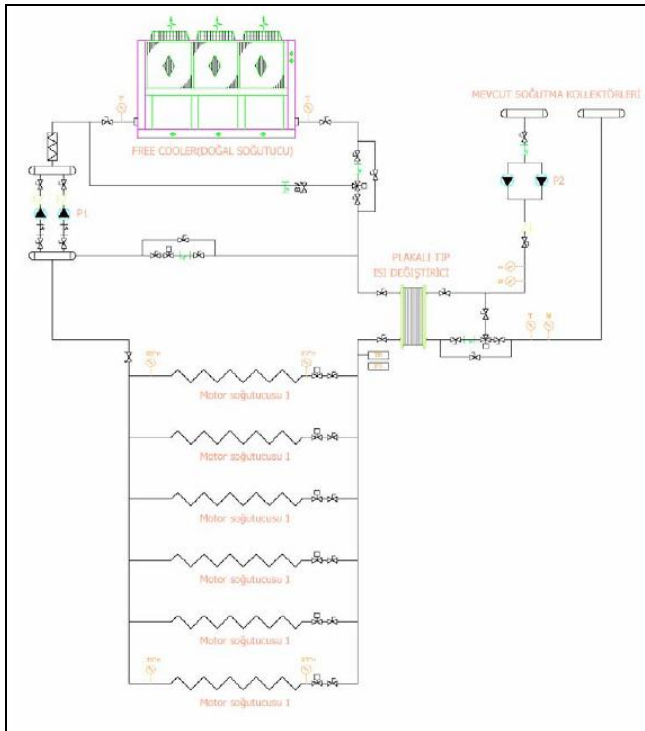 MEVCUT SOĞUTMA KOLLEKTÖRLERİ
FREE COOLER(DOĞAL SOĞUTUCU)
P1
P2
PLAKALI TIP
ISI DEĞİŞTİRİCİ
Motor soğutucusu 1
Motor soğutucusu 1
Motor soğutucusu 1
Motor soğutucusu 1
Motor soğutucusu 1
Motor soğutucusu 1